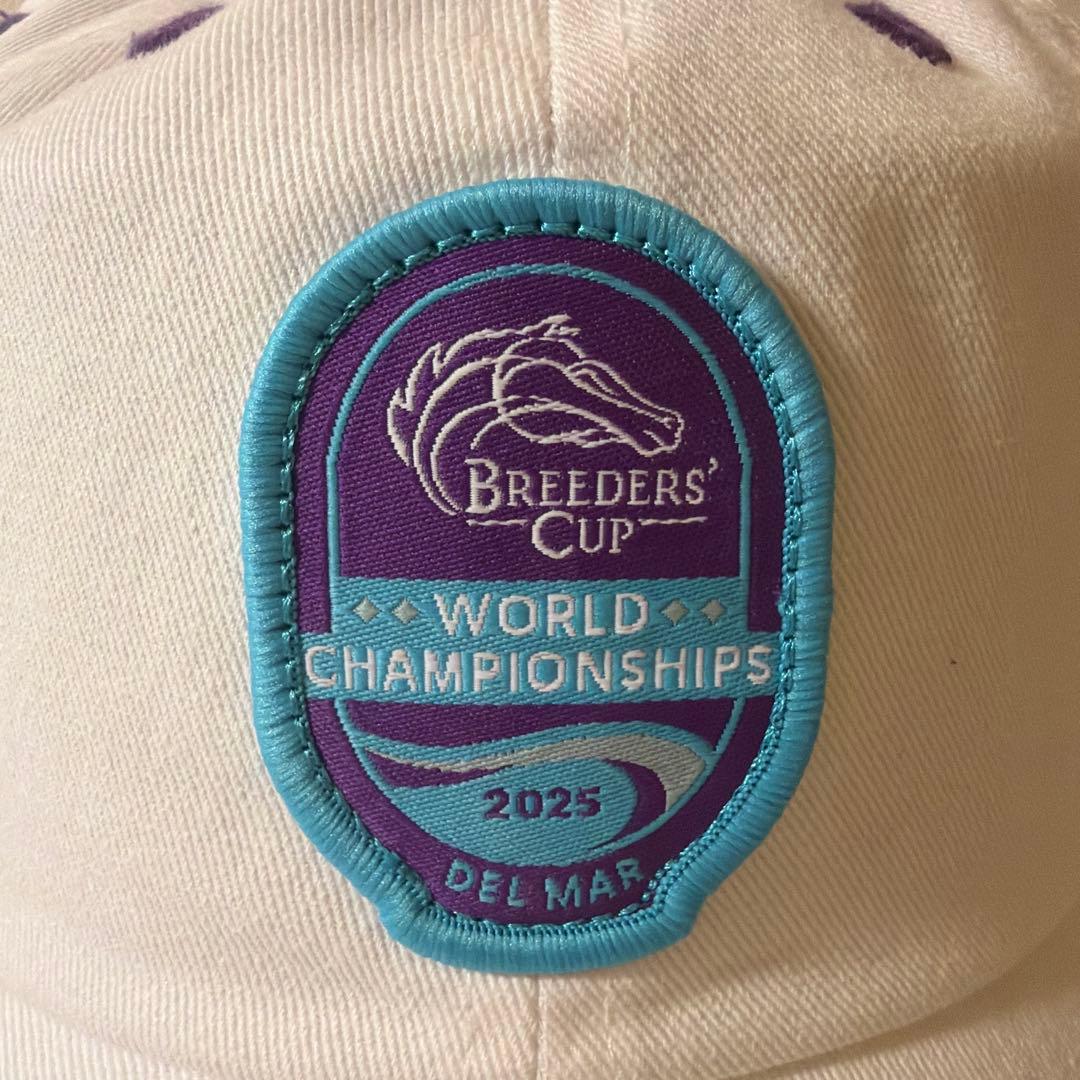 BREEDERS'
CUP
WORLD
CHAMPIONSHIPS
2025
DEL MAR